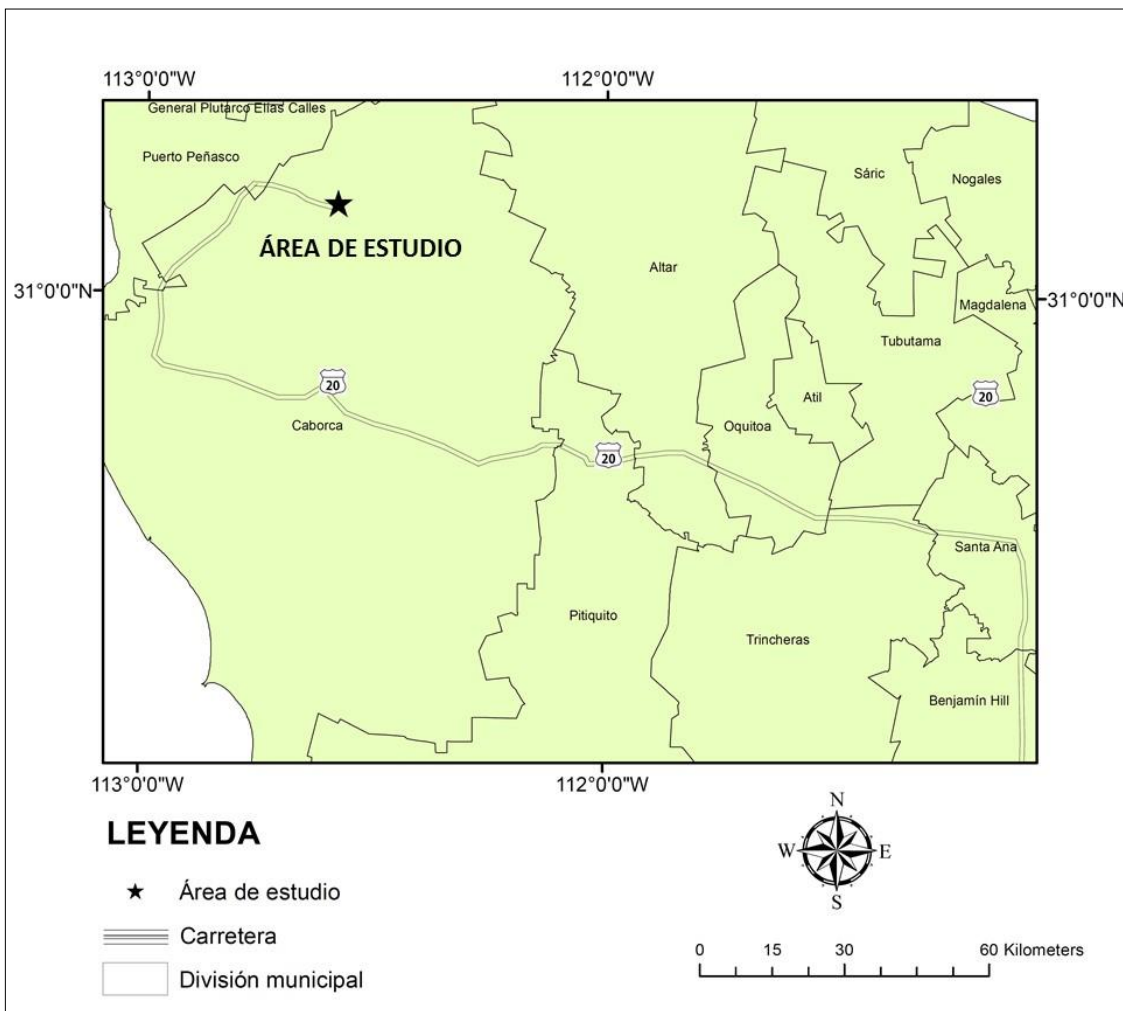 113°0'0"W
112°0'0"W
General Plutarco Elías Calles
Puerto Peñasco
Sáric
Nogales
ÁREA DE ESTUDIO
Altar
31°0'0"N
31°0'0"N
Magdalena
Tubutama
20
20
Atil
Caborca
Oquitoa
20
Santa Ana
Pitiquito
Trincheras
Benjamín Hill
113°0'0"W
112°0'0"W
LEYENDA
Área de estudio
Carretera
División municipal
N
W
E
S
0 15 30 60 Kilometers